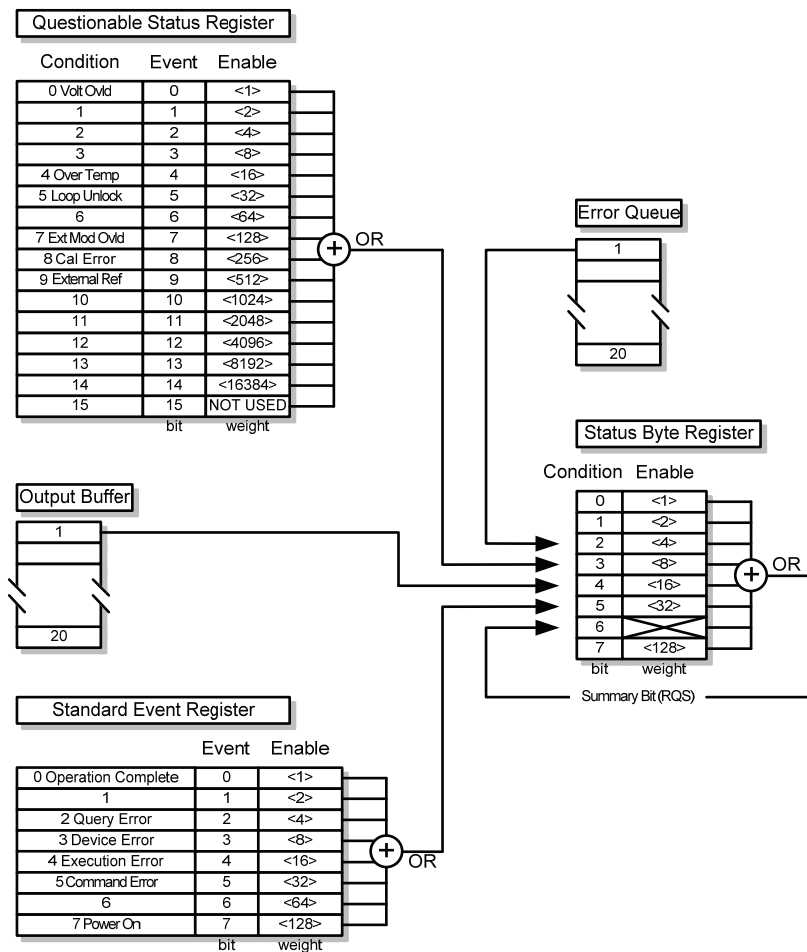 Questionable Status Register
Condition Event Enable
0 Volt Ovld 0 <1>
1 1 <2>
2 2 <4>
3 3 <8>
4 Over Temp 4 <16>
5 Loop Unlock 5 <32>
6 6 <64>
7 Ext Mod Ovld 7 <128>
8 Cal Error 8 <256>
9 External Ref 9 <512>
10 10 <1024>
11 11 <2048>
12 12 <4096>
13 13 <8192>
14 14 <16384>
15 15 NOT USED
bit weight
+ OR
Error Queue
1
20
Output Buffer
1
20
Status Byte Register
Condition Enable
0 <1>
1 <2>
2 <4>
3 <8>
4 <16>
5 <32>
6
7 <128>
bit weight
+ OR
Summary Bit (RQS)
Standard Event Register
Event Enable
0 Operation Complete 0 <1>
1 1 <2>
2 Query Error 2 <4>
3 Device Error 3 <8>
4 Execution Error 4 <16>
5 Command Error 5 <32>
6 6 <64>
7 Power On 7 <128>
bit weight
+ OR